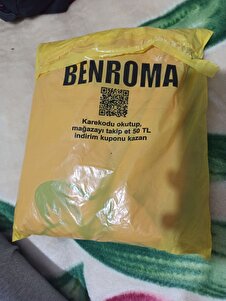 BENROMA
Karekodu okutup,
mağazayı takip et 50 TL
indirim kuponu kazan